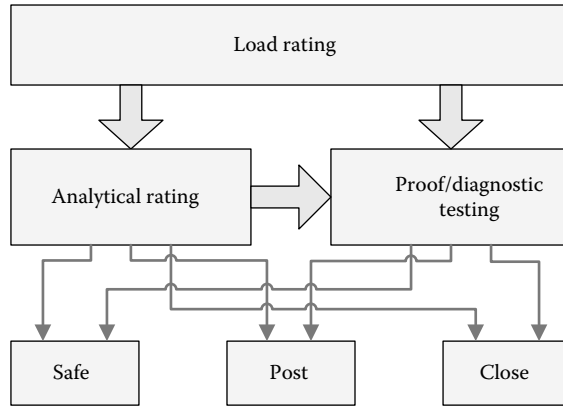 Load rating
Analytical rating
Proof/diagnostic
testing
Safe
Post
Close